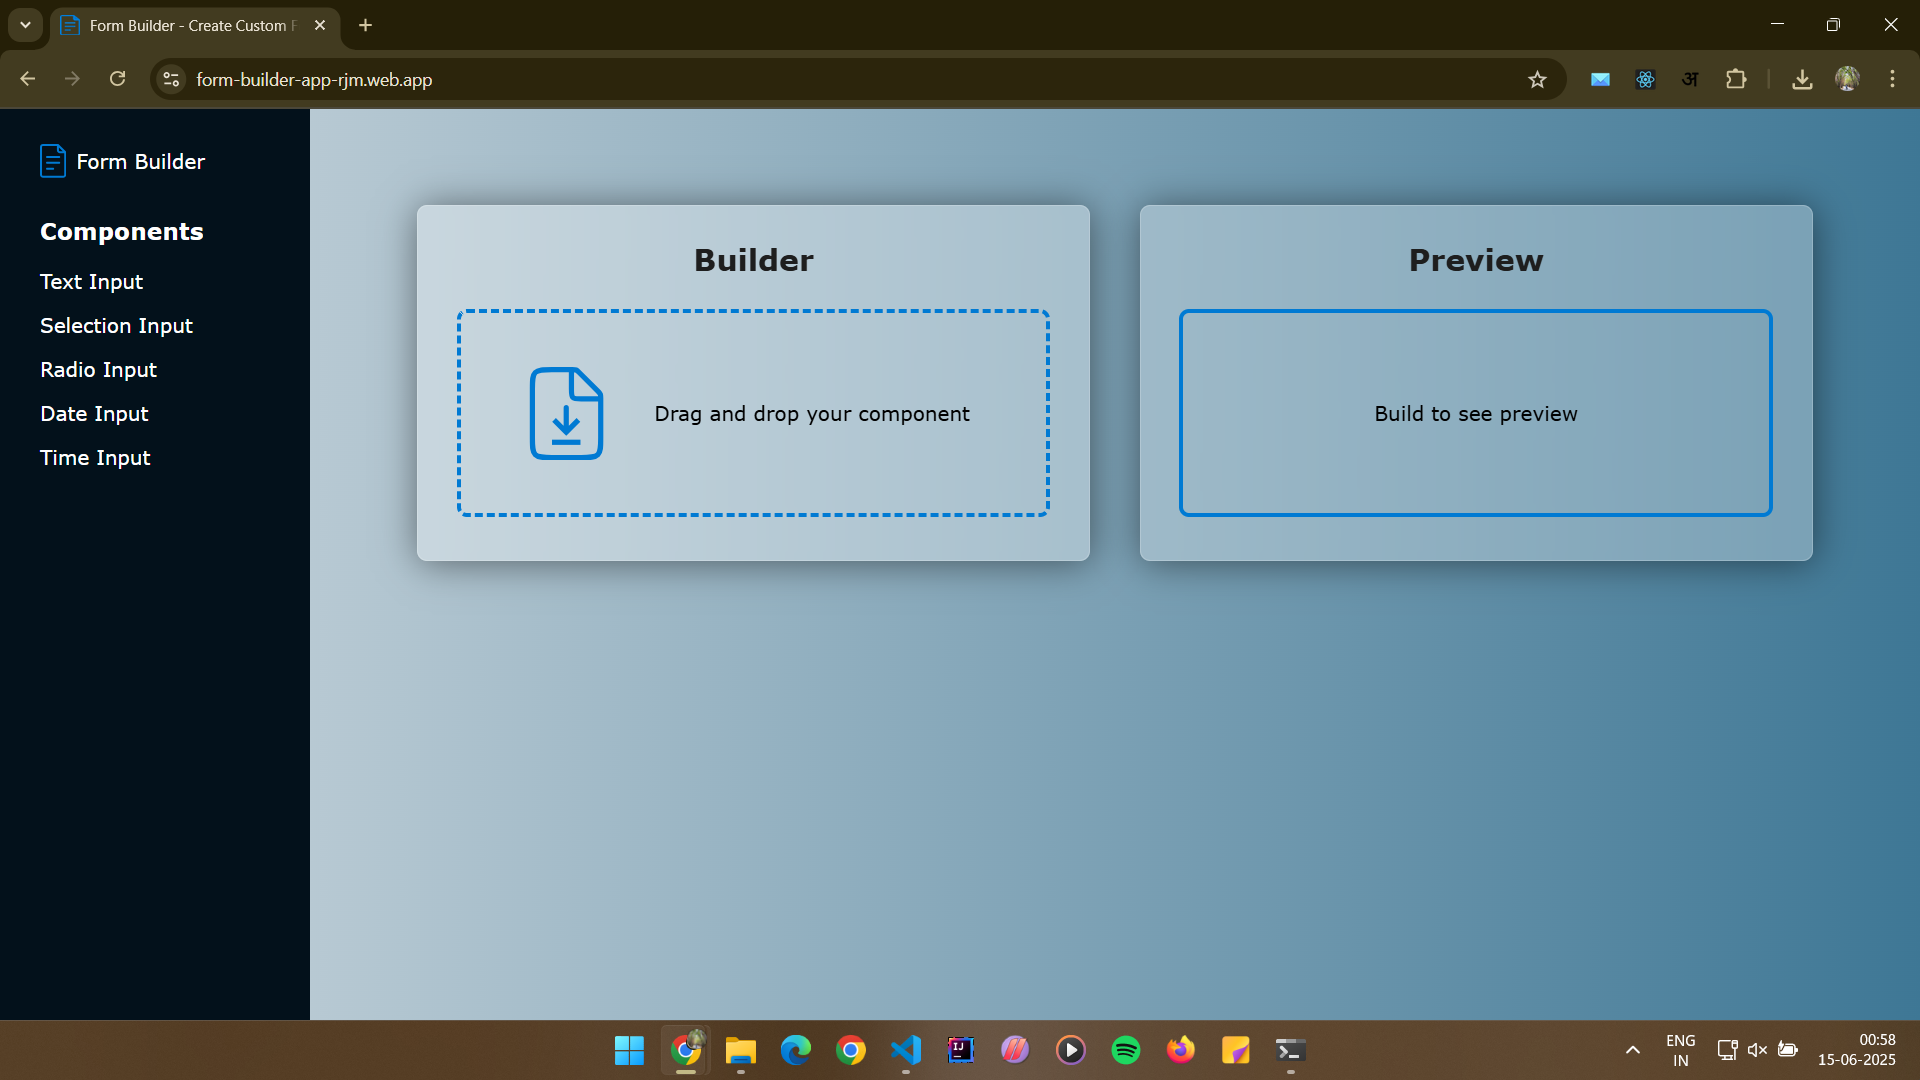 Form Builder - Create Custom F
form-builder-app-rjm.web.app
अ
Form Builder
Components
Text Input
Selection Input
Radio Input
Date Input
Time Input
Builder
Drag and drop your component
Preview
Build to see preview
IJ
ENG
IN
00:58
15-06-2025